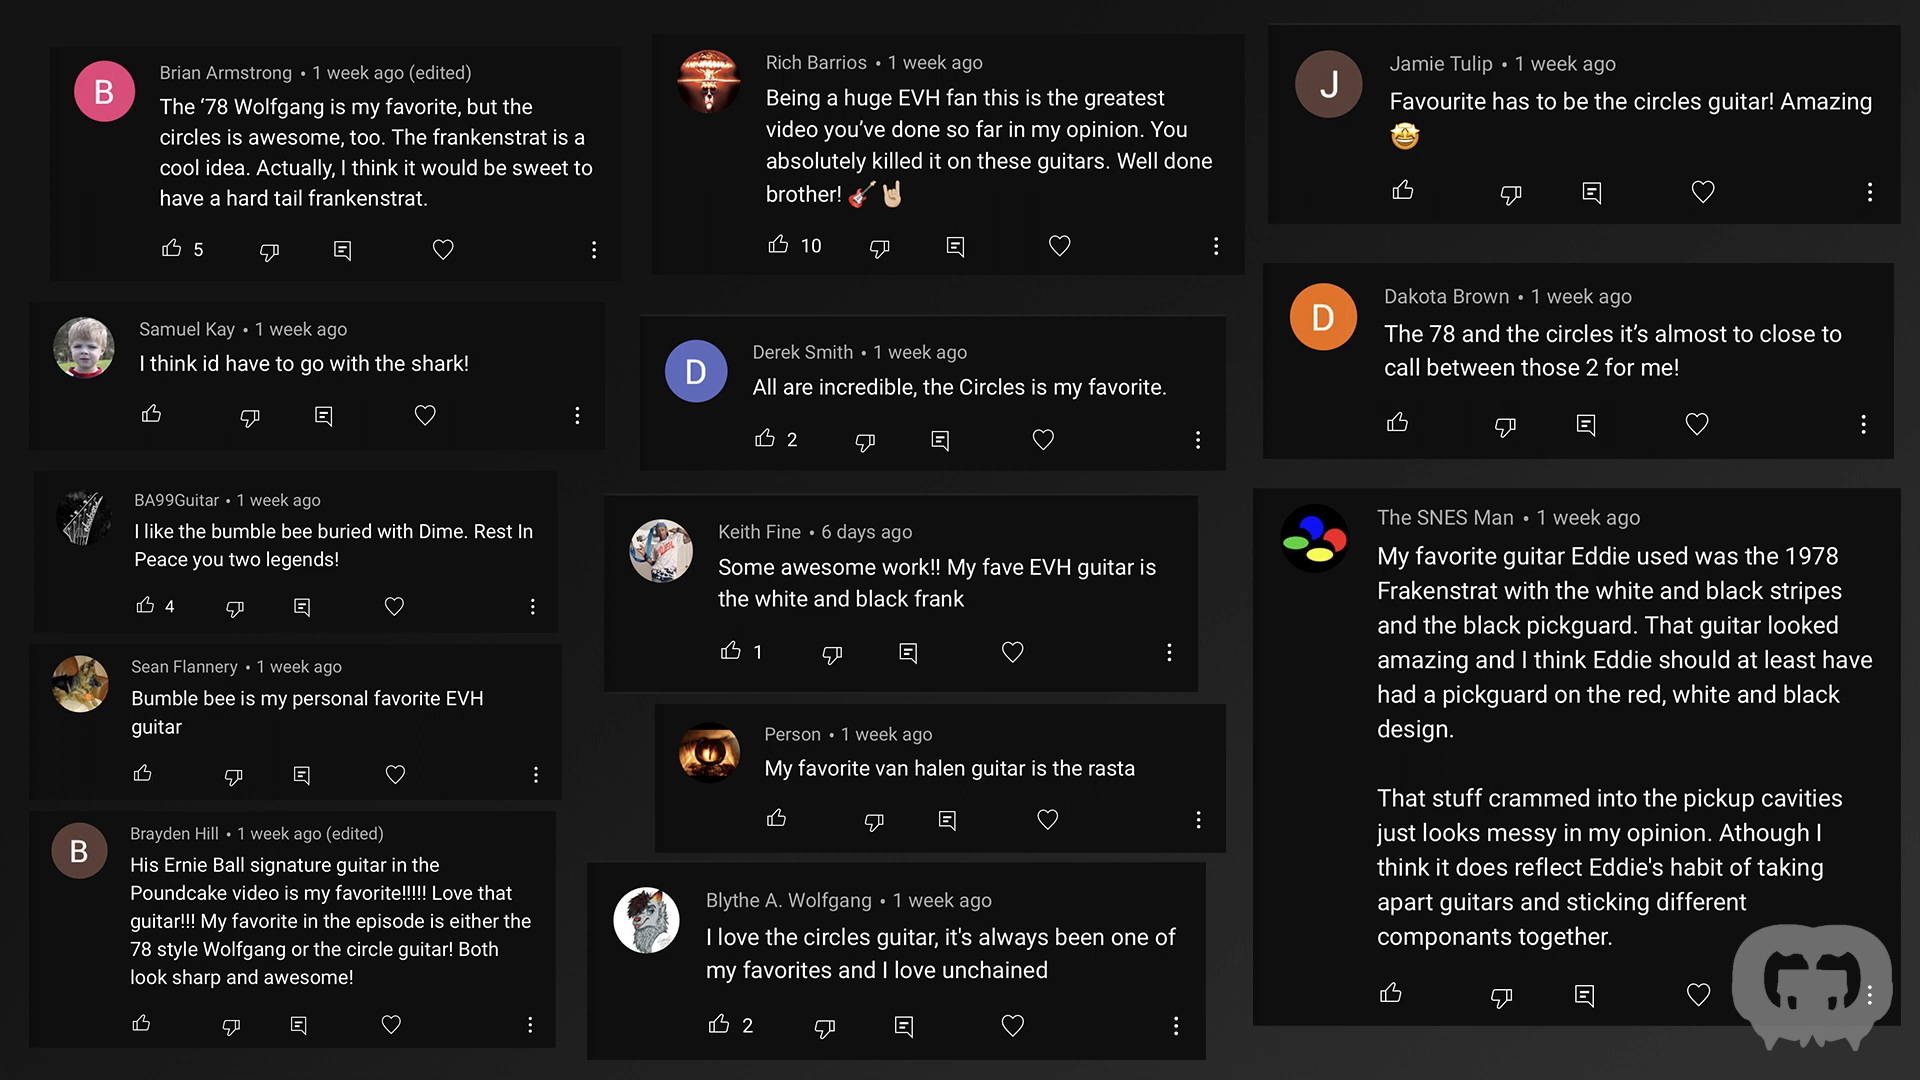 B
Brian Armstrong • 1 week ago (edited)
The ‘78 Wolfgang is my favorite, but the
circles is awesome, too. The frankenstrat is a
cool idea. Actually, I think it would be sweet to
have a hard tail frankenstrat.
5
Samuel Kay • 1 week ago
I think id have to go with the shark!
BA99Guitar • 1 week ago
I like the bumble bee buried with Dime. Rest In
Peace you two legends!
4
Sean Flannery • 1 week ago
Bumble bee is my personal favorite EVH
guitar
B
Brayden Hill • 1 week ago (edited)
His Ernie Ball signature guitar in the
Poundcake video is my favorite!!!!! Love that
guitar!!! My favorite in the episode is either the
78 style Wolfgang or the circle guitar! Both
look sharp and awesome!
Rich Barrios • 1 week ago
Being a huge EVH fan this is the greatest
video you’ve done so far in my opinion. You
absolutely killed it on these guitars. Well done
brother! 🎸🤘🏼
10
D
Derek Smith • 1 week ago
All are incredible, the Circles is my favorite.
2
Keith Fine • 6 days ago
Some awesome work!! My fave EVH guitar is
the white and black frank
1
Person • 1 week ago
My favorite van halen guitar is the rasta
Blythe A. Wolfgang • 1 week ago
I love the circles guitar, it's always been one of
my favorites and I love unchained
2
J
Jamie Tulip • 1 week ago
Favourite has to be the circles guitar! Amazing
🤩
D
Dakota Brown • 1 week ago
The 78 and the circles it’s almost to close to
call between those 2 for me!
The SNES Man • 1 week ago
My favorite guitar Eddie used was the 1978
Frakenstrat with the white and black stripes
and the black pickguard. That guitar looked
amazing and I think Eddie should at least have
had a pickguard on the red, white and black
design.
That stuff crammed into the pickup cavities
just looks messy in my opinion. Athough I
think it does reflect Eddie's habit of taking
apart guitars and sticking different
componants together.